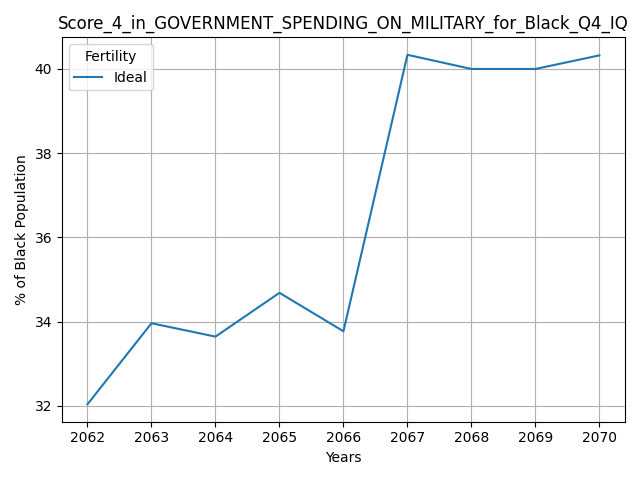 Score_4_in_GOVERNMENT_SPENDING_ON_MILITARY_for_Black_Q4_IQ
Fertility
Ideal
% of Black Population
40
38
36
34
32
2062 2063 2064 2065 2066 2067 2068 2069 2070
Years